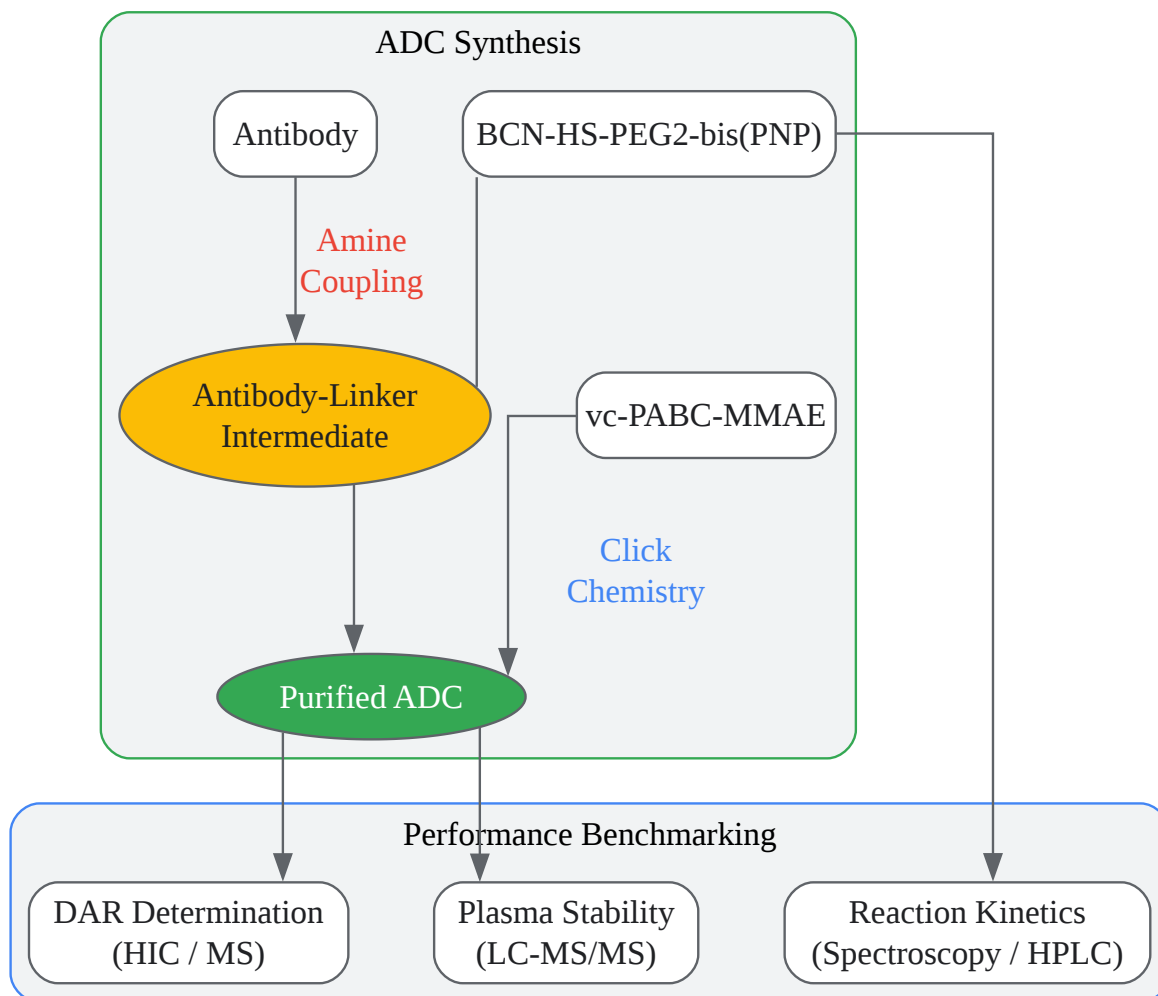 ADC Synthesis
Antibody
BCN-HS-PEG2-bis(PNP)
Amine
Coupling
Antibody-Linker
Intermediate
vc-PABC-MMAE
Click
Chemistry
Purified ADC
Performance Benchmarking
DAR Determination
(HIC / MS)
Plasma Stability
(LC-MS/MS)
Reaction Kinetics
(Spectroscopy / HPLC)